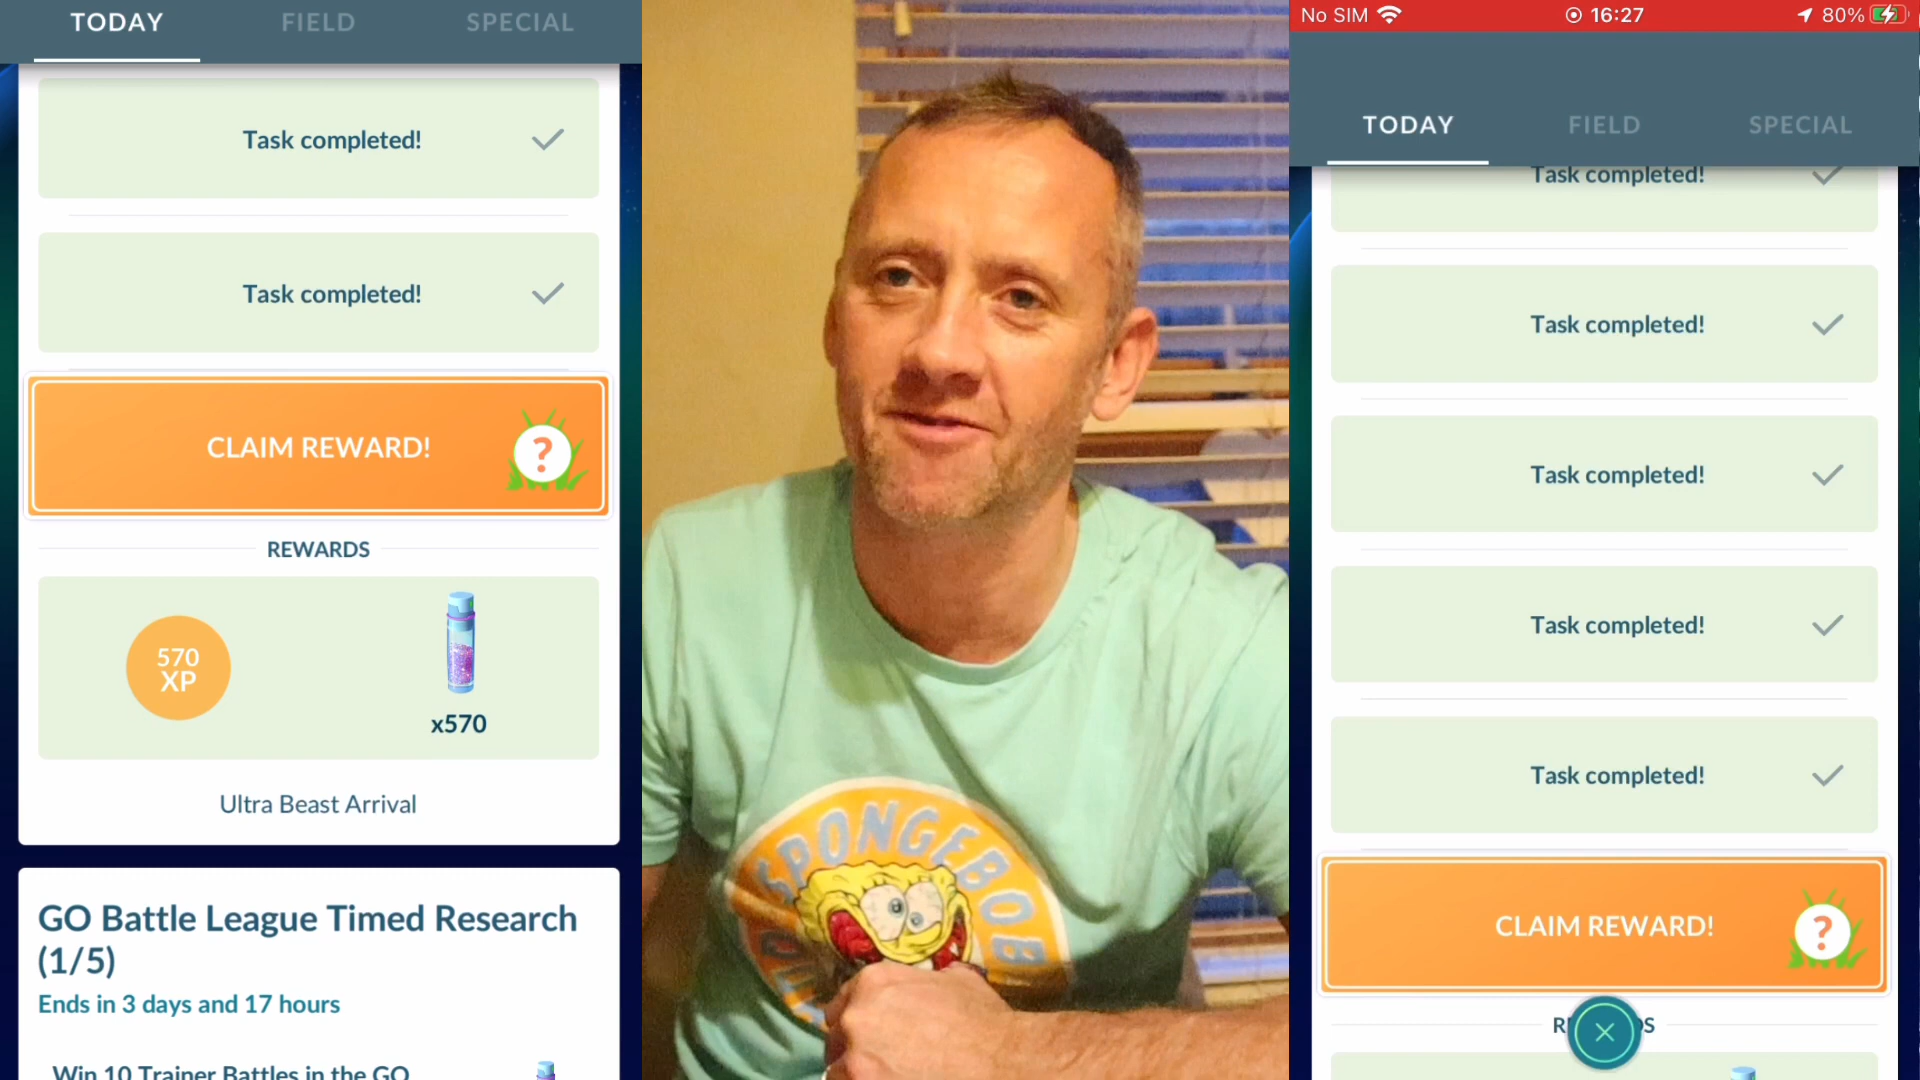 TODAY FIELD SPECIAL
Task completed!
Task completed!
CLAIM REWARD!
?
REWARDS
570
XP
x570
Ultra Beast Arrival
GO Battle League Timed Research
(1/5)
Ends in 3 days and 17 hours
Win 10 Trainer Battles in the GO
SPONGEBOB
No SIM 16:27 80%
TODAY FIELD SPECIAL
Task completed!
Task completed!
Task completed!
Task completed!
Task completed!
CLAIM REWARD!
?